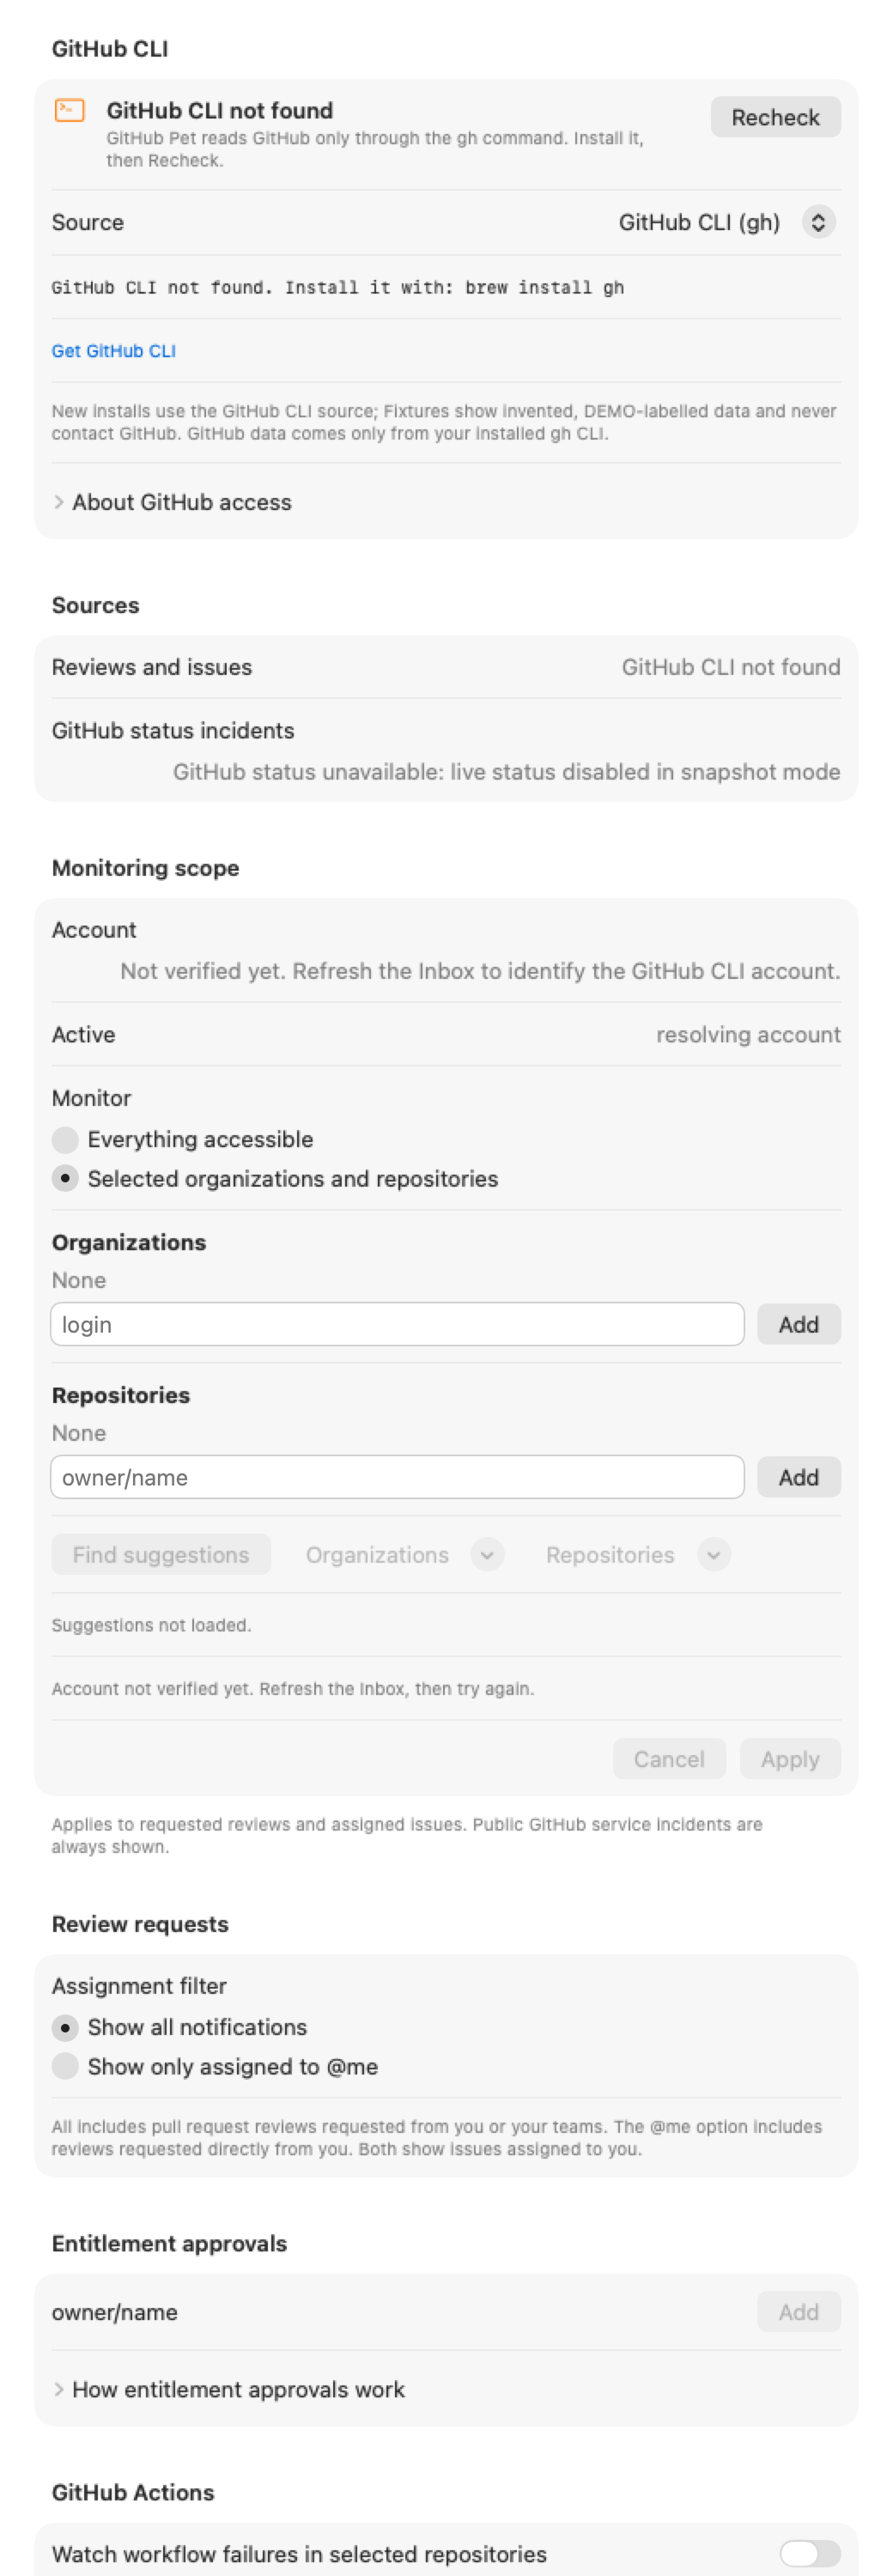 GitHub CLI
GitHub CLI not found
GitHub Pet reads GitHub only through the gh command. Install it,
then Recheck.
Recheck
Source
GitHub CLI (gh)
GitHub CLI not found. Install it with: brew install gh
Get GitHub CLI
New installs use the GitHub CLI source; Fixtures show invented, DEMO-labelled data and never
contact GitHub. GitHub data comes only from your installed gh CLI.
About GitHub access
Sources
Reviews and issues
GitHub CLI not found
GitHub status incidents
GitHub status unavailable: live status disabled in snapshot mode
Monitoring scope
Account
Not verified yet. Refresh the Inbox to identify the GitHub CLI account.
Active
resolving account
Monitor
Everything accessible
Selected organizations and repositories
Organizations
None
login
Add
Repositories
None
owner/name
Add
Find suggestions
Organizations
Repositories
Suggestions not loaded.
Account not verified yet. Refresh the Inbox, then try again.
Cancel
Apply
Applies to requested reviews and assigned issues. Public GitHub service incidents are
always shown.
Review requests
Assignment filter
Show all notifications
Show only assigned to @me
All includes pull request reviews requested from you or your teams. The @me option includes
reviews requested directly from you. Both show issues assigned to you.
Entitlement approvals
owner/name
Add
How entitlement approvals work
GitHub Actions
Watch workflow failures in selected repositories